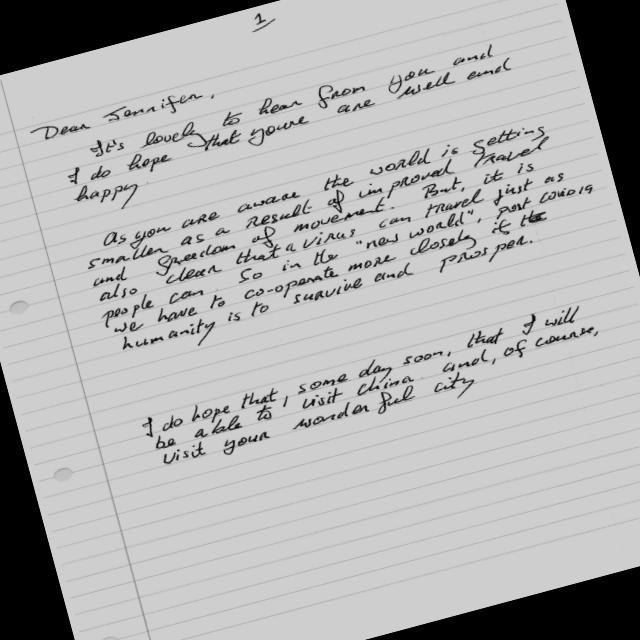 1
Dear Jennifer,
It's lovely to hear from you and
I do hope that you're are well and
happy.
As you are aware the world is getting
smaller as a result of improved travel
and freedom of movement. But, it is
also clear that a virus can travel just as
people can. So in the "new world", post covid 19
we have to co-operate more closely if the
humanity is to survive and prosper.
I do hope that, some day soon, that I will
be able to, visit China and, of course,
visit your wonderful city